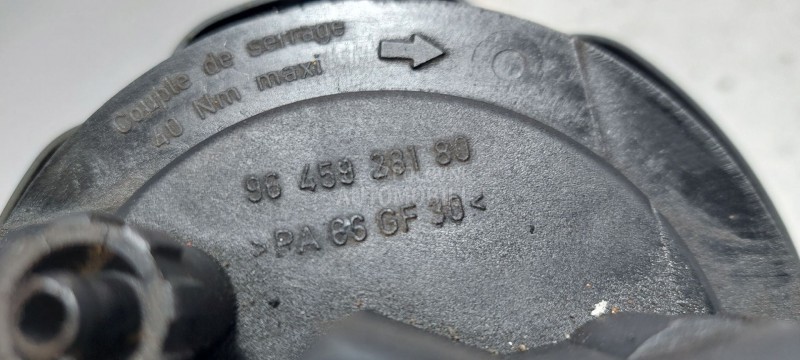 Couple de serrage
40 Nm maxi
96 459 381 80
>PA 66 GF 30<